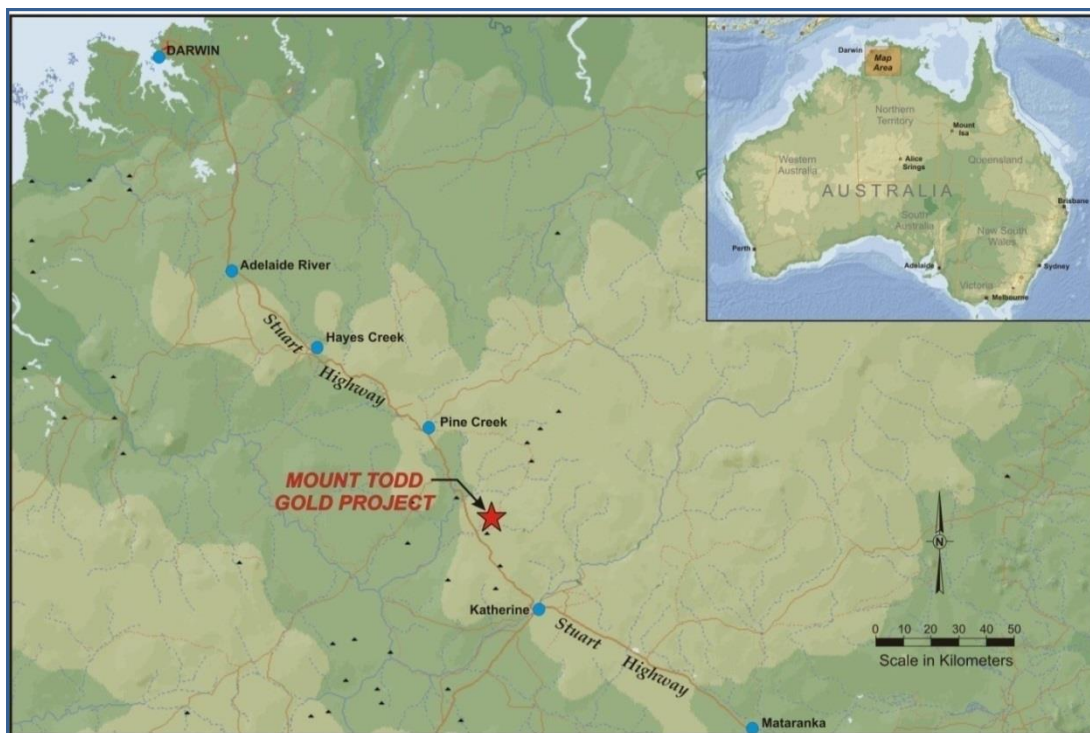 DARWIN
Adelaide River
Hayes Creek
Stuart
Highway
Pine Creek
MOUNT TODD
GOLD PROJECT
Katherine
Stuart
Highway
Mataranka
N
0 10 20 30 40 50
Scale in Kilometers
Darwin
Map
Area
Northern
Territory
Mount
Isa
Western
Australia
Alice
Srings
Queensland
AUSTRALIA
Brisbane
South
Australia
New South
Wales
Perth
Adelaide
Sydney
Victoria
Melbourne